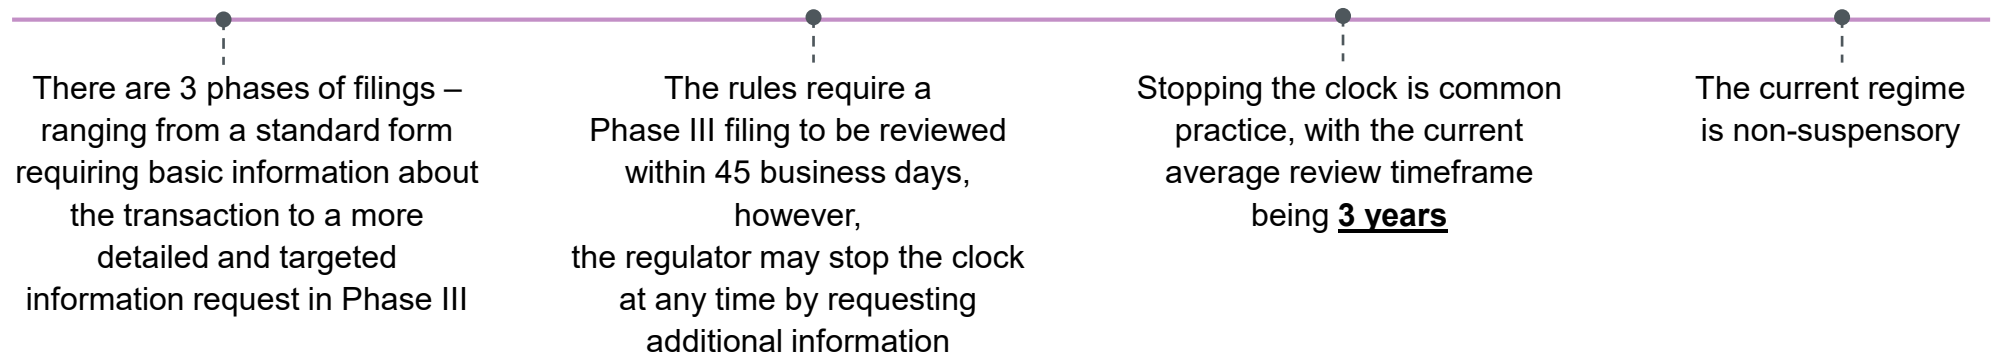 There are 3 phases of filings –
ranging from a standard form
requiring basic information about
the transaction to a more
detailed and targeted
information request in Phase III
The rules require a
Phase III filing to be reviewed
within 45 business days,
however,
the regulator may stop the clock
at any time by requesting
additional information
Stopping the clock is common
practice, with the current
average review timeframe
being 3 years
The current regime
is non-suspensory